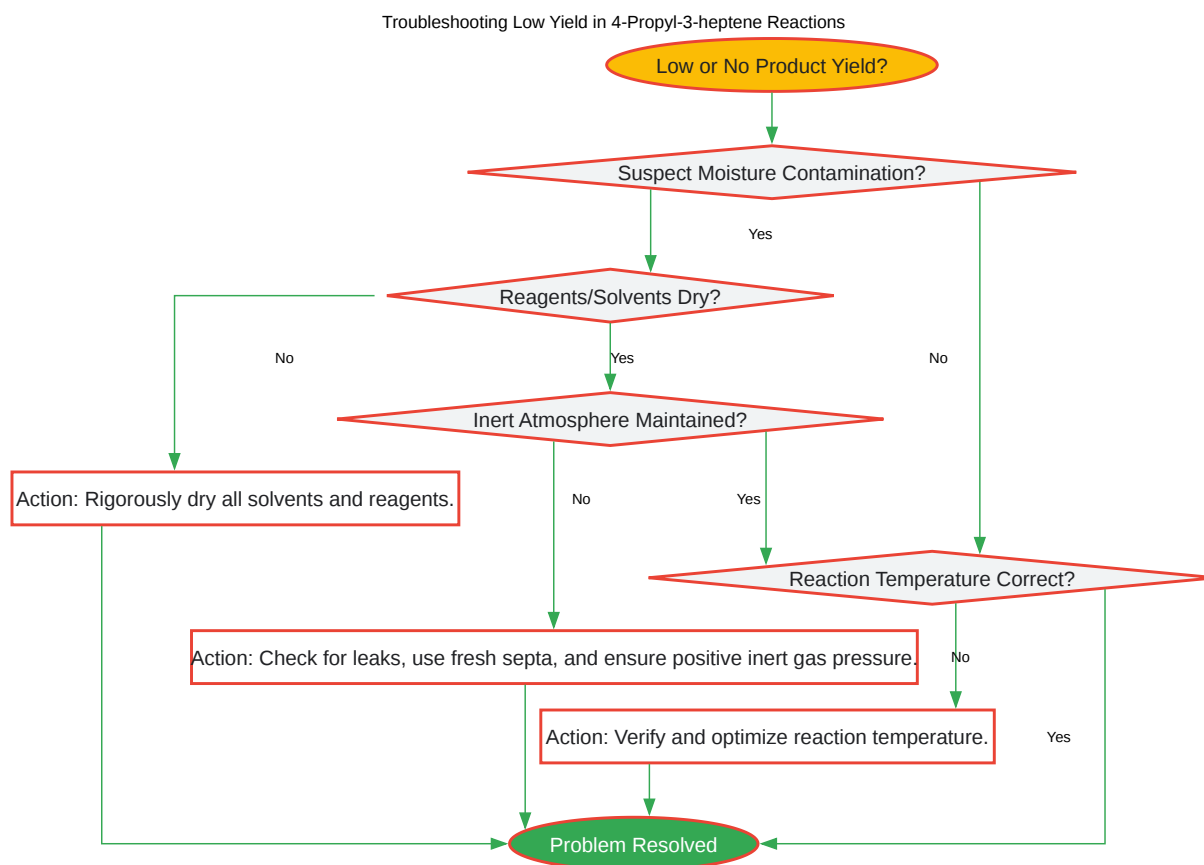 Troubleshooting Low Yield in 4-Propyl-3-heptene Reactions
Low or No Product Yield?
Suspect Moisture Contamination?
Yes
Reagents/Solvents Dry?
No
Yes
No
Inert Atmosphere Maintained?
Action: Rigorously dry all solvents and reagents.
No
Yes
Reaction Temperature Correct?
Action: Check for leaks, use fresh septa, and ensure positive inert gas pressure.
No
Action: Verify and optimize reaction temperature.
Yes
Problem Resolved